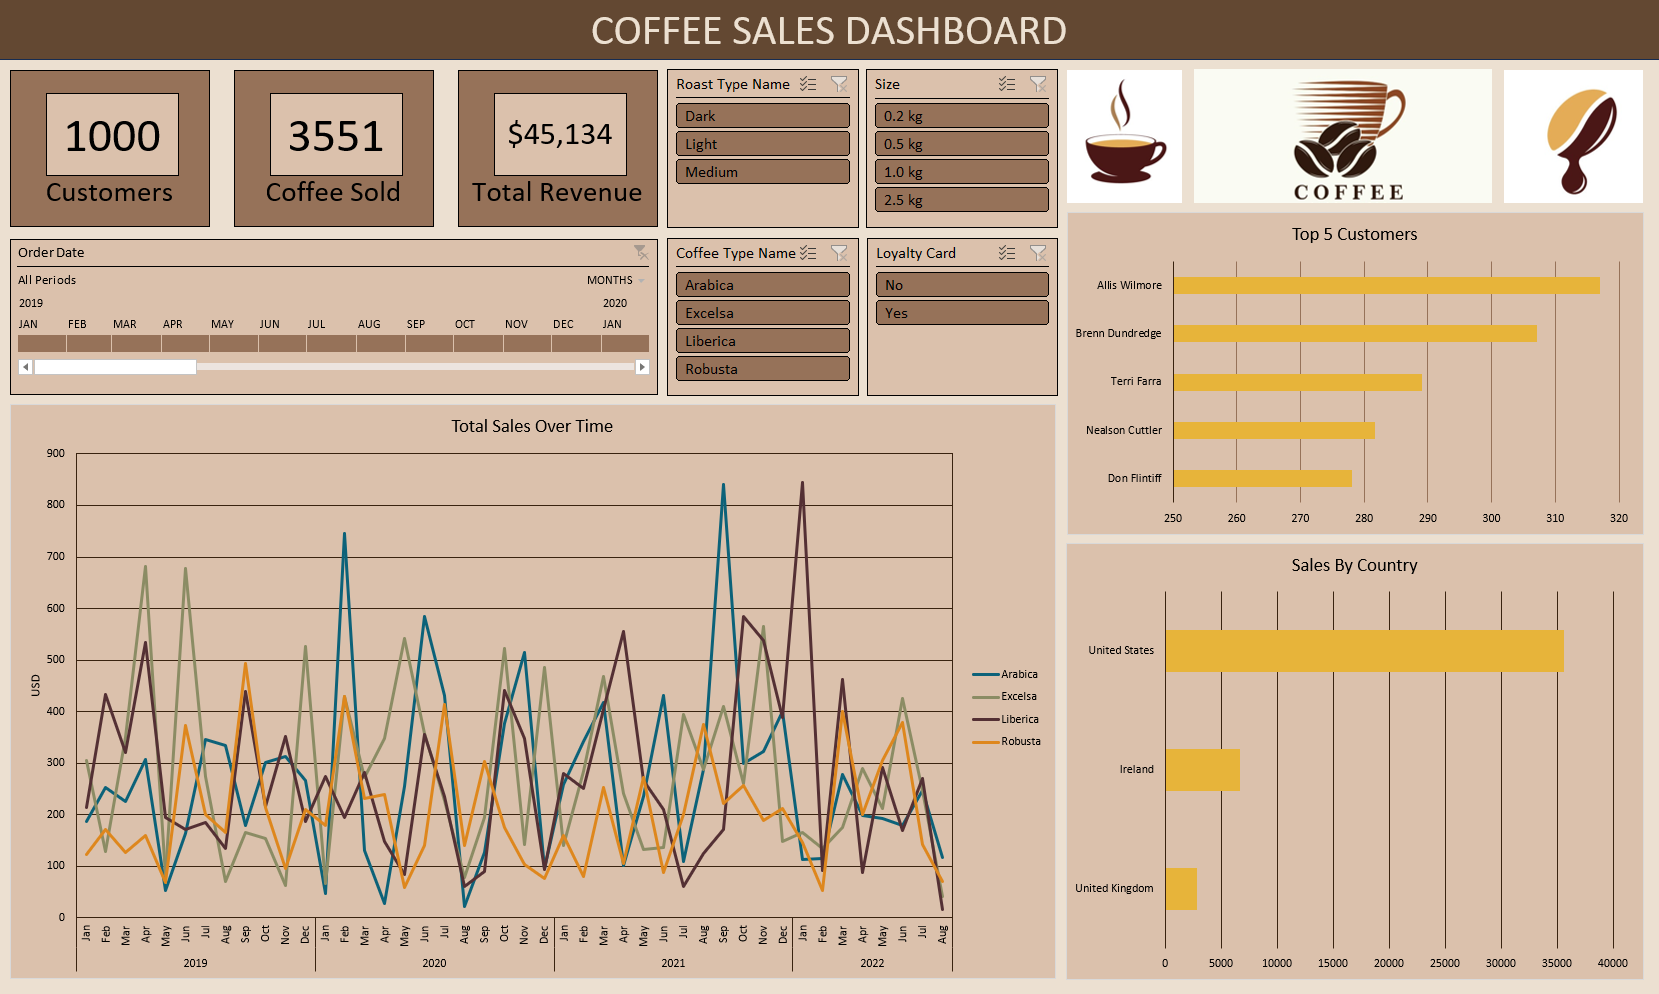 COFFEE SALES DASHBOARD
1000
Customers
3551
Coffee Sold
$45,134
Total Revenue
Roast Type Name
Dark
Light
Medium
Size
0.2 kg
0.5 kg
1.0 kg
2.5 kg
COFFEE
Order Date
All Periods MONTHS
2019 2020
JAN FEB MAR APR MAY JUN JUL AUG SEP OCT NOV DEC JAN
Coffee Type Name
Arabica
Excelsa
Liberica
Robusta
Loyalty Card
No
Yes
Top 5 Customers
Allis Wilmore
Brenn Dundredge
Terri Farra
Nealson Cuttler
Don Flintiff
250 260 270 280 290 300 310 320
Total Sales Over Time
900
800
700
600
500
400
300
200
100
0
USD
Jan Feb Mar Apr May Jun Jul Aug Sep Oct Nov Dec Jan Feb Mar Apr May Jun Jul Aug Sep Oct Nov Dec Jan Feb Mar Apr May Jun Jul Aug Sep Oct Nov Dec Jan Feb Mar Apr May Jun Jul Aug
2019 2020 2021 2022
Arabica
Excelsa
Liberica
Robusta
Sales By Country
United States
Ireland
United Kingdom
0 5000 10000 15000 20000 25000 30000 35000 40000